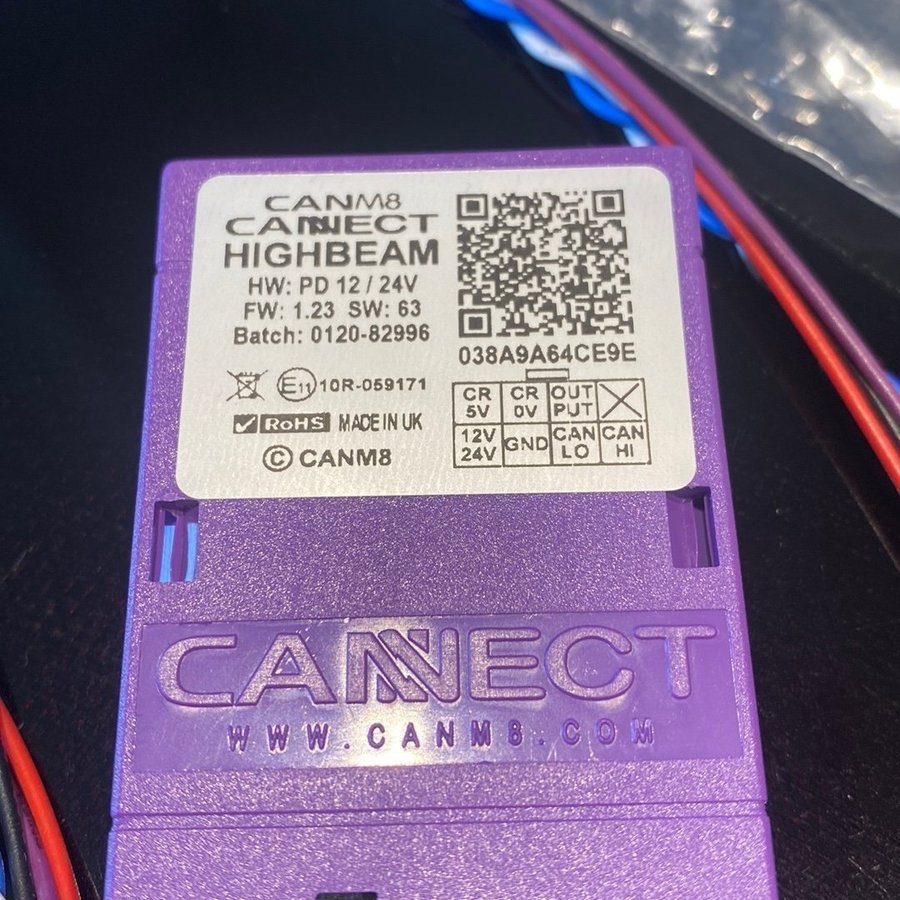 CANM8
CANNECT
HIGHBEAM
HW: PD 12 / 24V
FW: 1.23 SW: 63
Batch: 0120-82996
E11 10R-059171
RoHS MADE IN UK
© CANM8
038A9A64CE9E
CR 5V
CR 0V
OUT PUT
12V 24V
GND
CAN LO
CAN HI
CANNECT
WWW.CANM8.COM